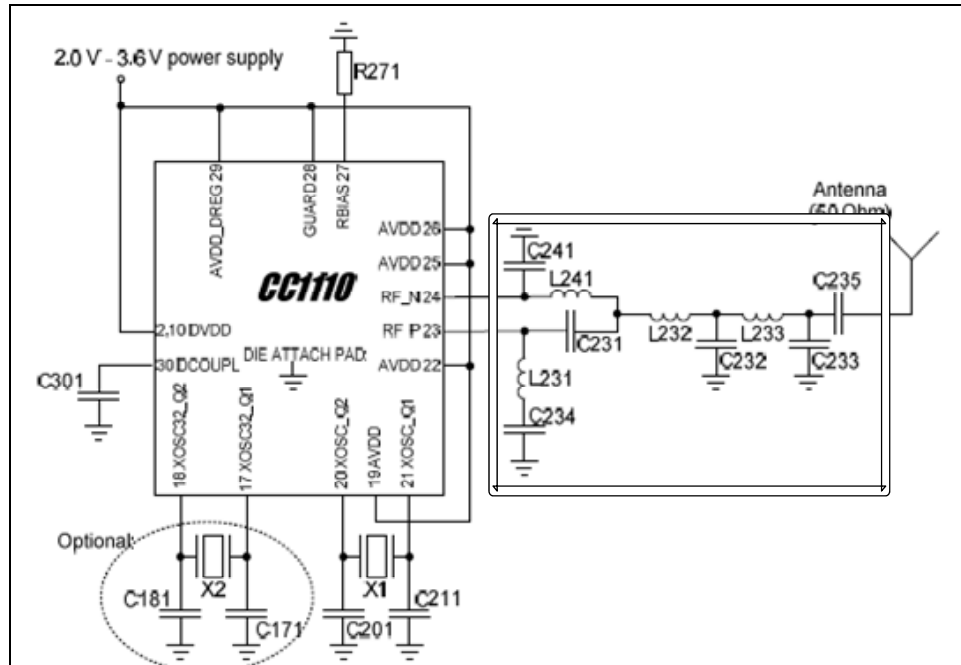 2.0 V - 3.6 V power supply
R271
AVDD_DREG 29
GUARD 28
RBIAS 27
Antenna
(50 Ohm)
AVDD 26
AVDD 25
RF_N 24
RF P 23
AVDD 22
CC1110
2,10 DVDD
30 DCOUPL
DIE ATTACH PAD:
C301
18 XOSC32_Q2
17 XOSC32_Q1
20 XOSC_Q2
19 AVDD
21 XOSC_Q1
C241
L241
C231
L231
C234
L232
C232
L233
C233
C235
Optional:
X2
X1
C181
C171
C201
C211